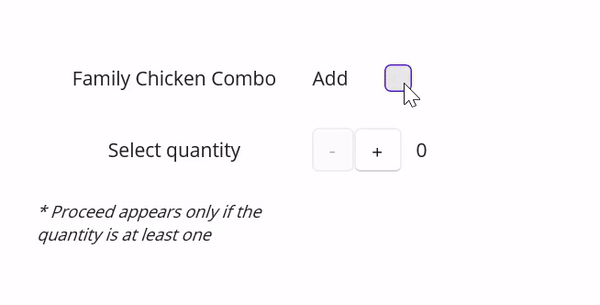 Family Chicken Combo Add
Select quantity - + 0
* Proceed appears only if the
quantity is at least one